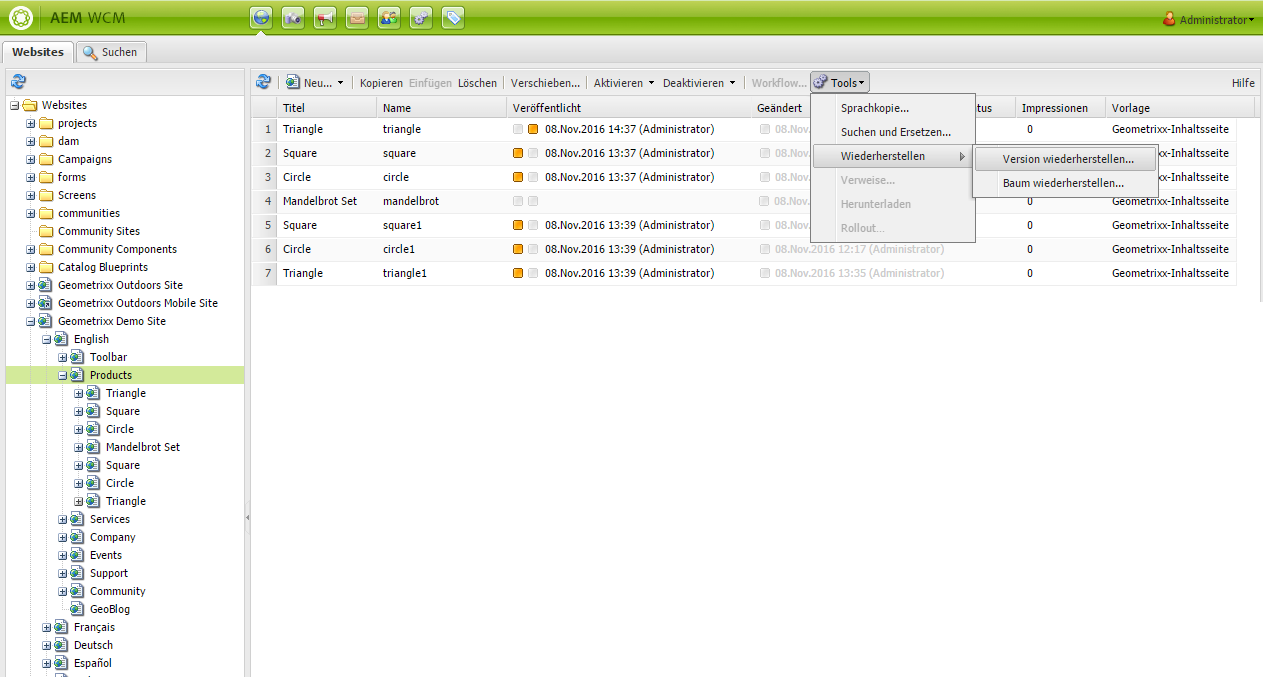 AEM WCM
Administrator
Websites Suchen
Neu... Kopieren Einfügen Löschen Verschieben... Aktivieren Deaktivieren Workflow... Tools Hilfe
Websites
projects
dam
Campaigns
forms
Screens
communities
Community Sites
Community Components
Catalog Blueprints
Geometrixx Outdoors Site
Geometrixx Outdoors Mobile Site
Geometrixx Demo Site
English
Toolbar
Products
Triangle
Square
Circle
Mandelbrot Set
Square
Circle
Triangle
Services
Company
Events
Support
Community
GeoBlog
Français
Deutsch
Español
Titel Name Veröffentlicht Geändert tus Impressionen Vorlage
1 Triangle triangle 08.Nov.2016 14:37 (Administrator) 08.Nov. 0 Geometrixx-Inhaltsseite
2 Square square 08.Nov.2016 13:37 (Administrator) 08.Nov. xx-Inhaltsseite
3 Circle circle 08.Nov.2016 13:37 (Administrator) 08.Nov. xx-Inhaltsseite
4 Mandelbrot Set mandelbrot 08.Nov. 0 Geometrixx-Inhaltsseite
5 Square square1 08.Nov.2016 13:39 (Administrator) 08.Nov. 0 Geometrixx-Inhaltsseite
6 Circle circle1 08.Nov.2016 13:39 (Administrator) 08.Nov.2016 12:17 (Administrator) 0 Geometrixx-Inhaltsseite
7 Triangle triangle1 08.Nov.2016 13:39 (Administrator) 08.Nov.2016 13:35 (Administrator) 0 Geometrixx-Inhaltsseite
Sprachkopie...
Suchen und Ersetzen...
Wiederherstellen
Verweise...
Herunterladen
Rollout...
Version wiederherstellen...
Baum wiederherstellen...